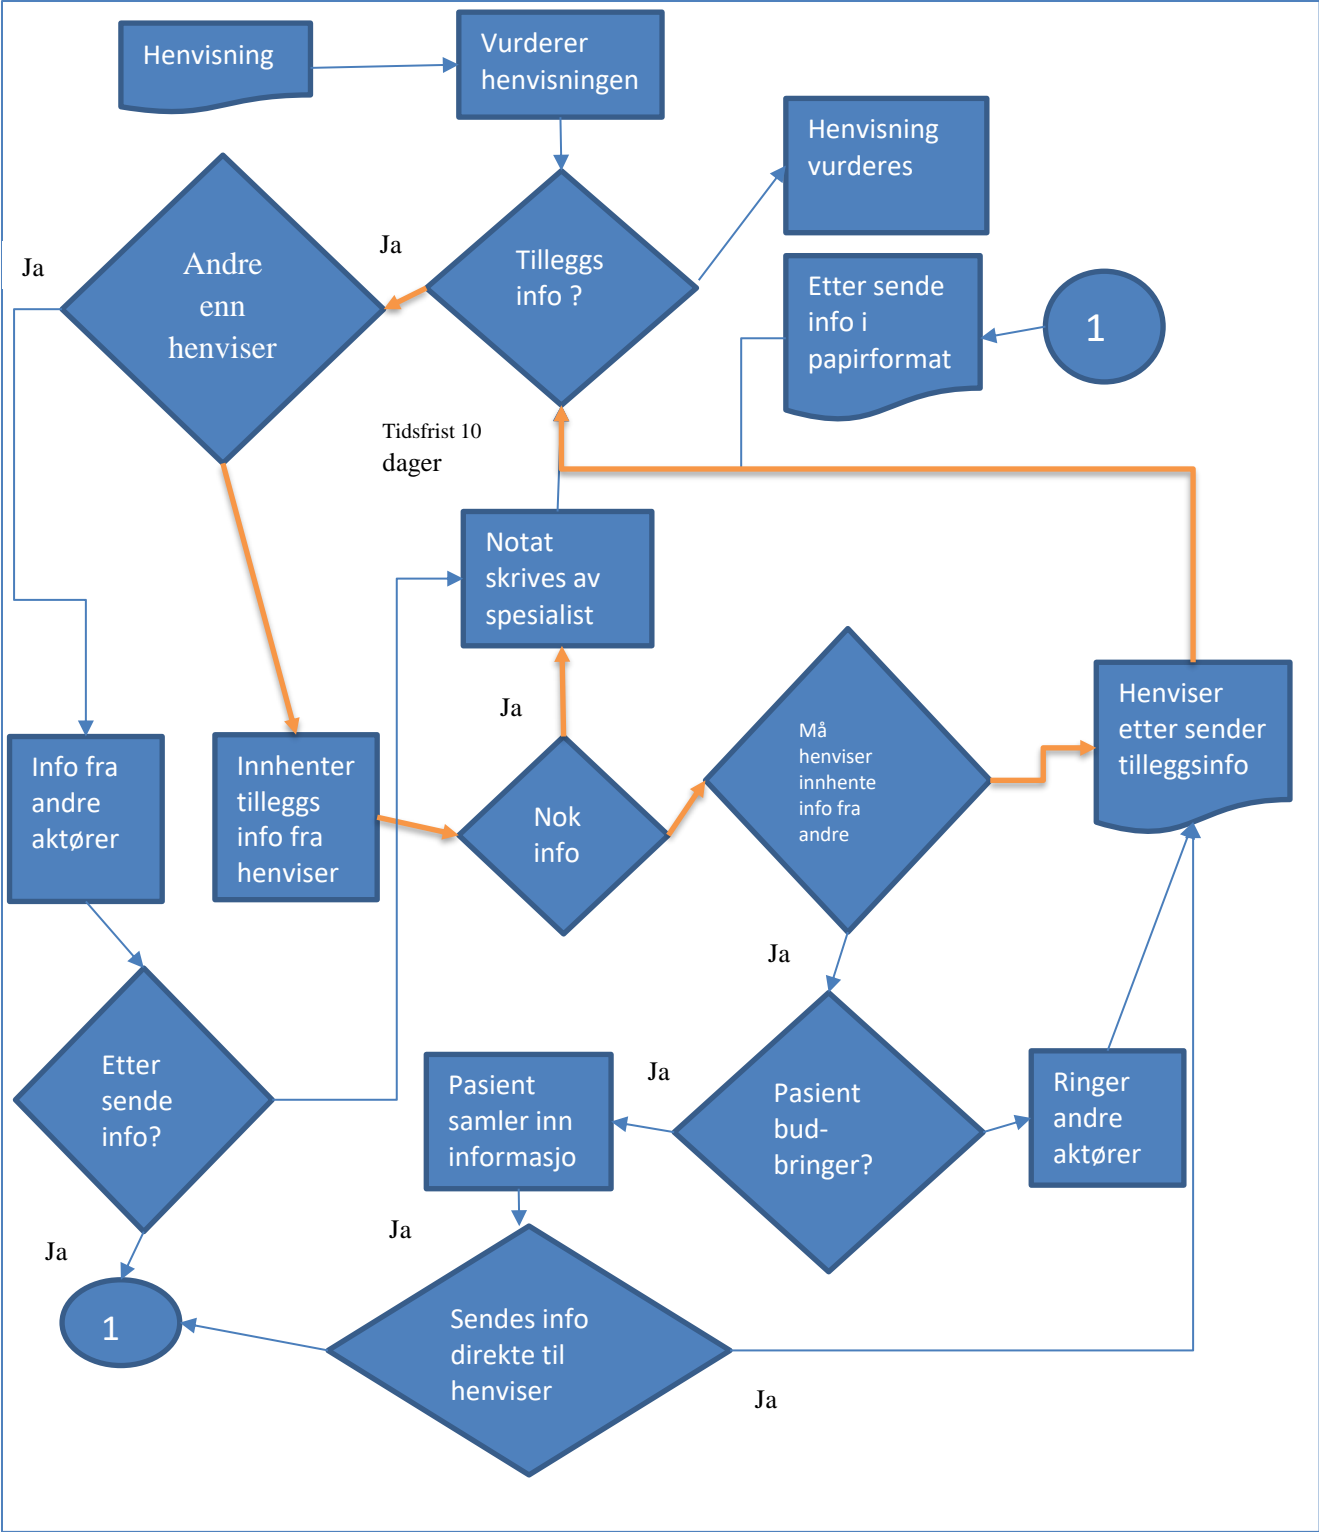 Henvisning
Vurderer
henvisningen
Henvisning
vurderes
Ja
Ja
Andre
enn
henviser
Tilleggs
info ?
Etter sende
info i
papirformat
1
Tidsfrist 10
dager
Notat
skrives av
spesialist
Ja
Må
henviser
innhente
info fra
andre
Henviser
etter sender
tilleggsinfo
Info fra
andre
aktører
Innhenter
tilleggs
info fra
henviser
Nok
info
Ja
Etter
sende
info?
Pasient
samler inn
informasjo
Ja
Pasient
bud-
bringer?
Ringer
andre
aktører
Ja
Ja
1
Sendes info
direkte til
henviser
Ja